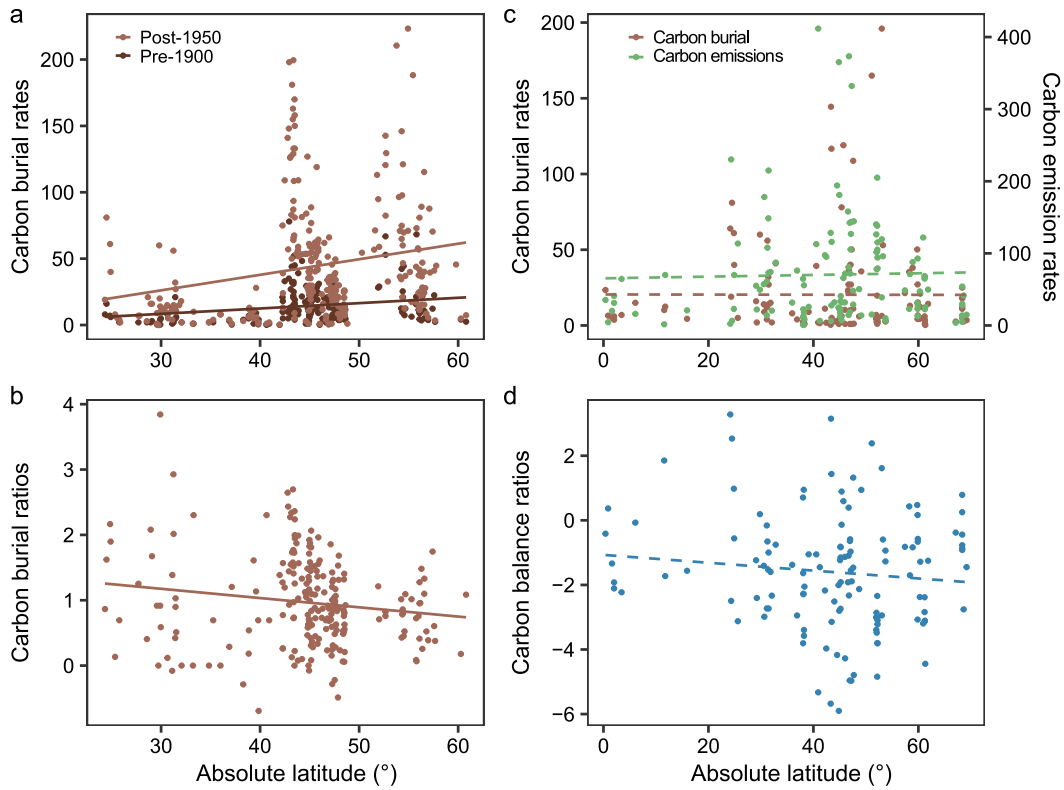 a
Post-1950
Pre-1900
Carbon burial rates
200
150
100
50
0
30 40 50 60
c
Carbon burial
Carbon emissions
Carbon burial rates
200
150
100
50
0
Carbon emission rates
400
300
200
100
0
0 20 40 60
b
Carbon burial ratios
4
3
2
1
0
30 40 50 60
Absolute latitude (°)
d
Carbon balance ratios
2
0
−2
−4
−6
0 20 40 60
Absolute latitude (°)